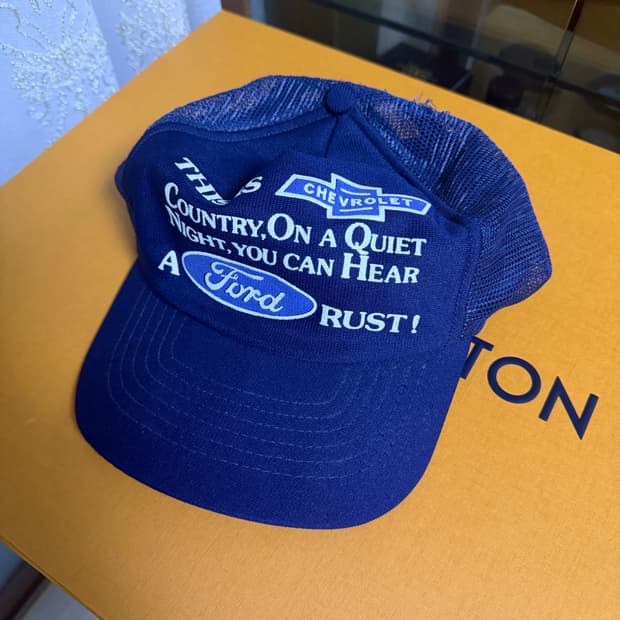 THIS IS CHEVROLET
COUNTRY, ON A QUIET
NIGHT, YOU CAN HEAR
A Ford RUST!
TON